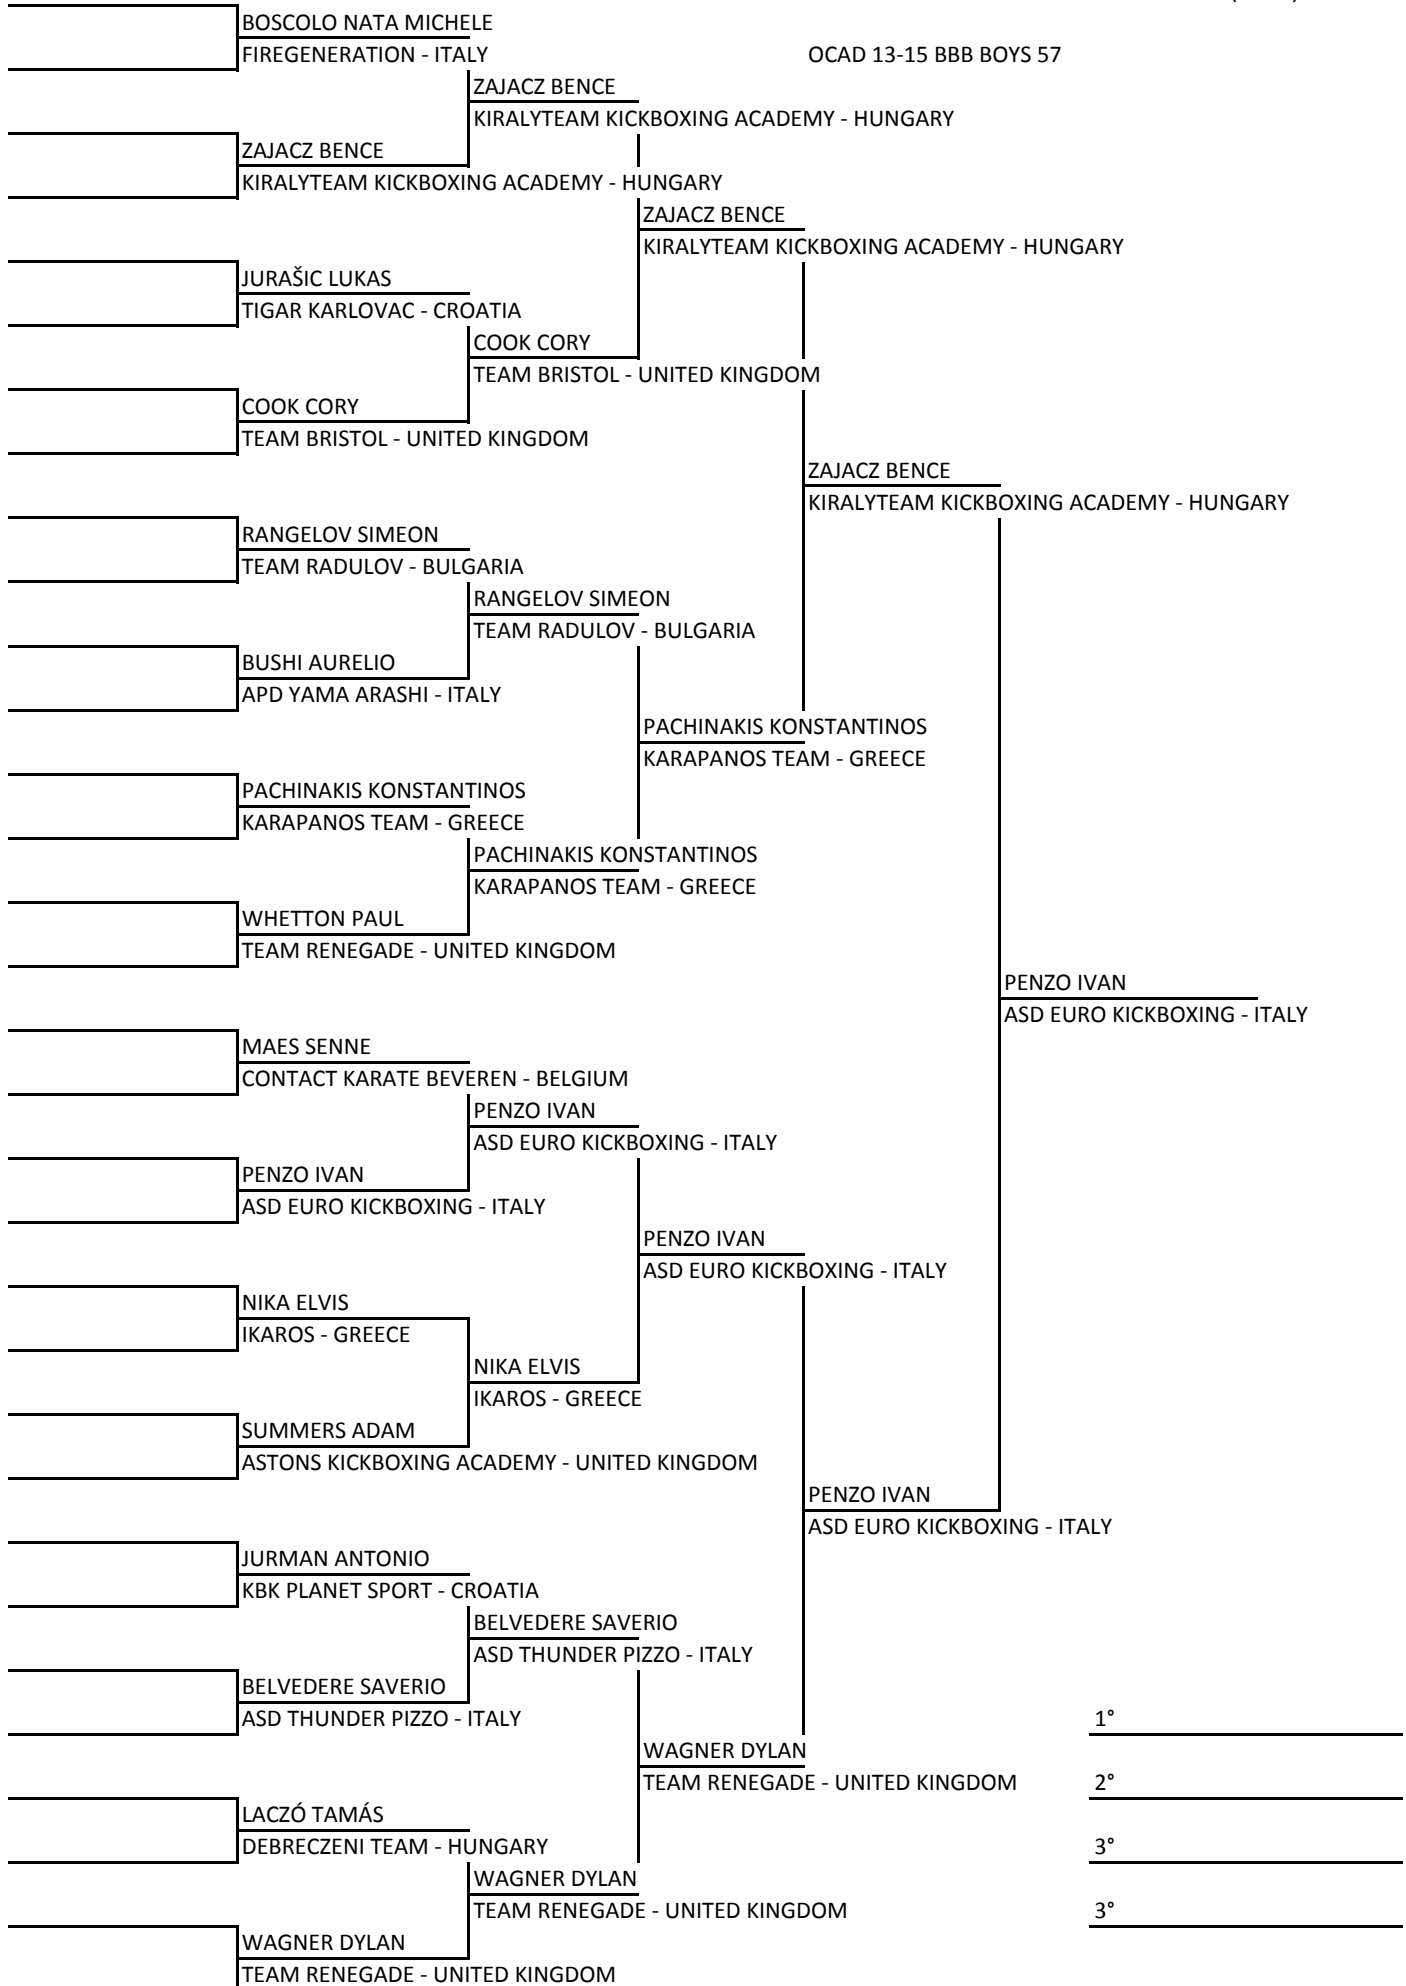 BOSCOLO NATA MICHELE
FIREGENERATION - ITALY
OCAD 13-15 BBB BOYS 57
ZAJACZ BENCE
KIRALYTEAM KICKBOXING ACADEMY - HUNGARY
ZAJACZ BENCE
KIRALYTEAM KICKBOXING ACADEMY - HUNGARY
ZAJACZ BENCE
KIRALYTEAM KICKBOXING ACADEMY - HUNGARY
JURAŠIC LUKAS
TIGAR KARLOVAC - CROATIA
COOK CORY
TEAM BRISTOL - UNITED KINGDOM
COOK CORY
TEAM BRISTOL - UNITED KINGDOM
ZAJACZ BENCE
KIRALYTEAM KICKBOXING ACADEMY - HUNGARY
RANGELOV SIMEON
TEAM RADULOV - BULGARIA
RANGELOV SIMEON
TEAM RADULOV - BULGARIA
BUSHI AURELIO
APD YAMA ARASHI - ITALY
PACHINAKIS KONSTANTINOS
KARAPANOS TEAM - GREECE
PACHINAKIS KONSTANTINOS
KARAPANOS TEAM - GREECE
PACHINAKIS KONSTANTINOS
KARAPANOS TEAM - GREECE
WHETTON PAUL
TEAM RENEGADE - UNITED KINGDOM
PENZO IVAN
ASD EURO KICKBOXING - ITALY
MAES SENNE
CONTACT KARATE BEVEREN - BELGIUM
PENZO IVAN
ASD EURO KICKBOXING - ITALY
PENZO IVAN
ASD EURO KICKBOXING - ITALY
PENZO IVAN
ASD EURO KICKBOXING - ITALY
NIKA ELVIS
IKAROS - GREECE
NIKA ELVIS
IKAROS - GREECE
SUMMERS ADAM
ASTONS KICKBOXING ACADEMY - UNITED KINGDOM
PENZO IVAN
ASD EURO KICKBOXING - ITALY
JURMAN ANTONIO
KBK PLANET SPORT - CROATIA
BELVEDERE SAVERIO
ASD THUNDER PIZZO - ITALY
BELVEDERE SAVERIO
ASD THUNDER PIZZO - ITALY
1°
WAGNER DYLAN
TEAM RENEGADE - UNITED KINGDOM
2°
LACZÓ TAMÁS
DEBRECZENI TEAM - HUNGARY
3°
WAGNER DYLAN
TEAM RENEGADE - UNITED KINGDOM
3°
WAGNER DYLAN
TEAM RENEGADE - UNITED KINGDOM